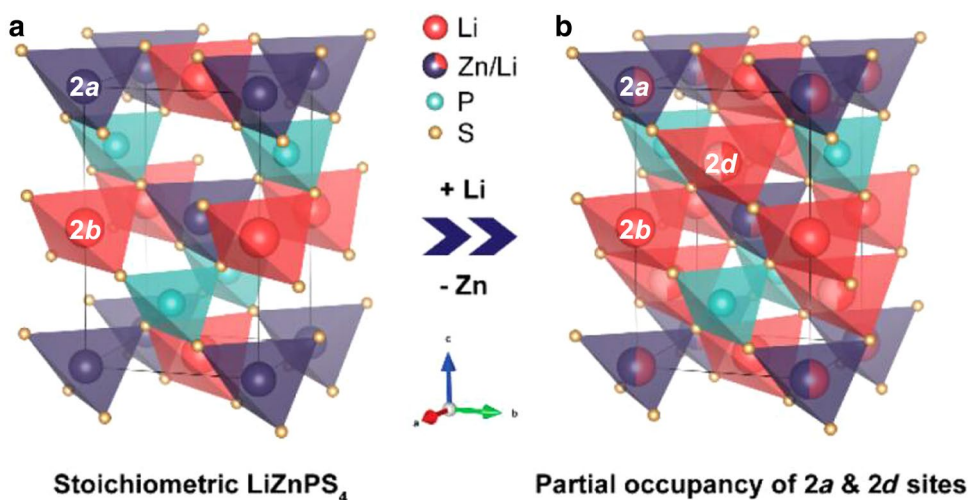 a
b
Li
Zn/Li
P
S
2a
2b
+ Li
- Zn
2a
2d
2b
c
a
b
Stoichiometric LiZnPS₄
Partial occupancy of 2a & 2d sites